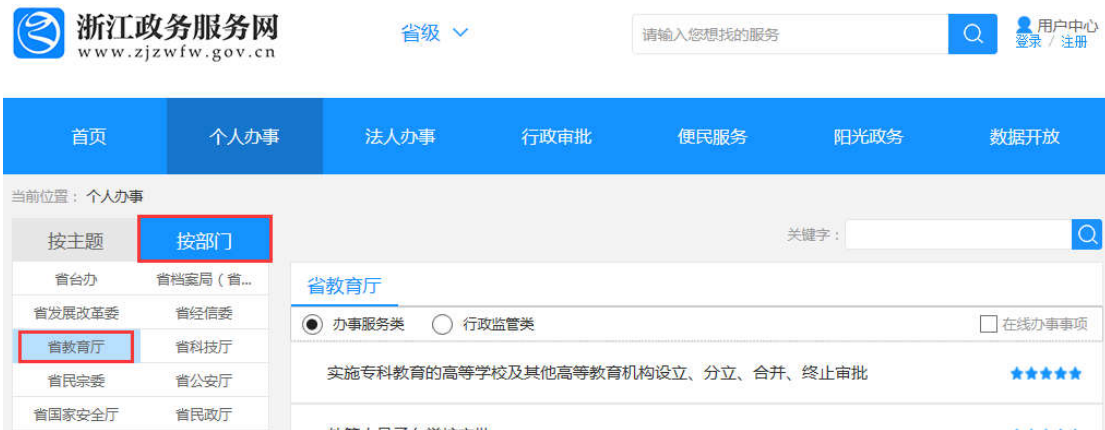 浙江政务服务网
www.zjzwfw.gov.cn
省级
请输入您想找的服务
用户中心
登录 / 注册
首页 个人办事 法人办事 行政审批 便民服务 阳光政务 数据开放
当前位置： 个人办事
按主题 按部门
关键字：
省台办 省档案局（省...
省发展改革委 省经信委
省教育厅 省科技厅
省民宗委 省公安厅
省国家安全厅 省民政厅
省教育厅
办事服务类 行政监管类 在线办事事项
实施专科教育的高等学校及其他高等教育机构设立、分立、合并、终止审批